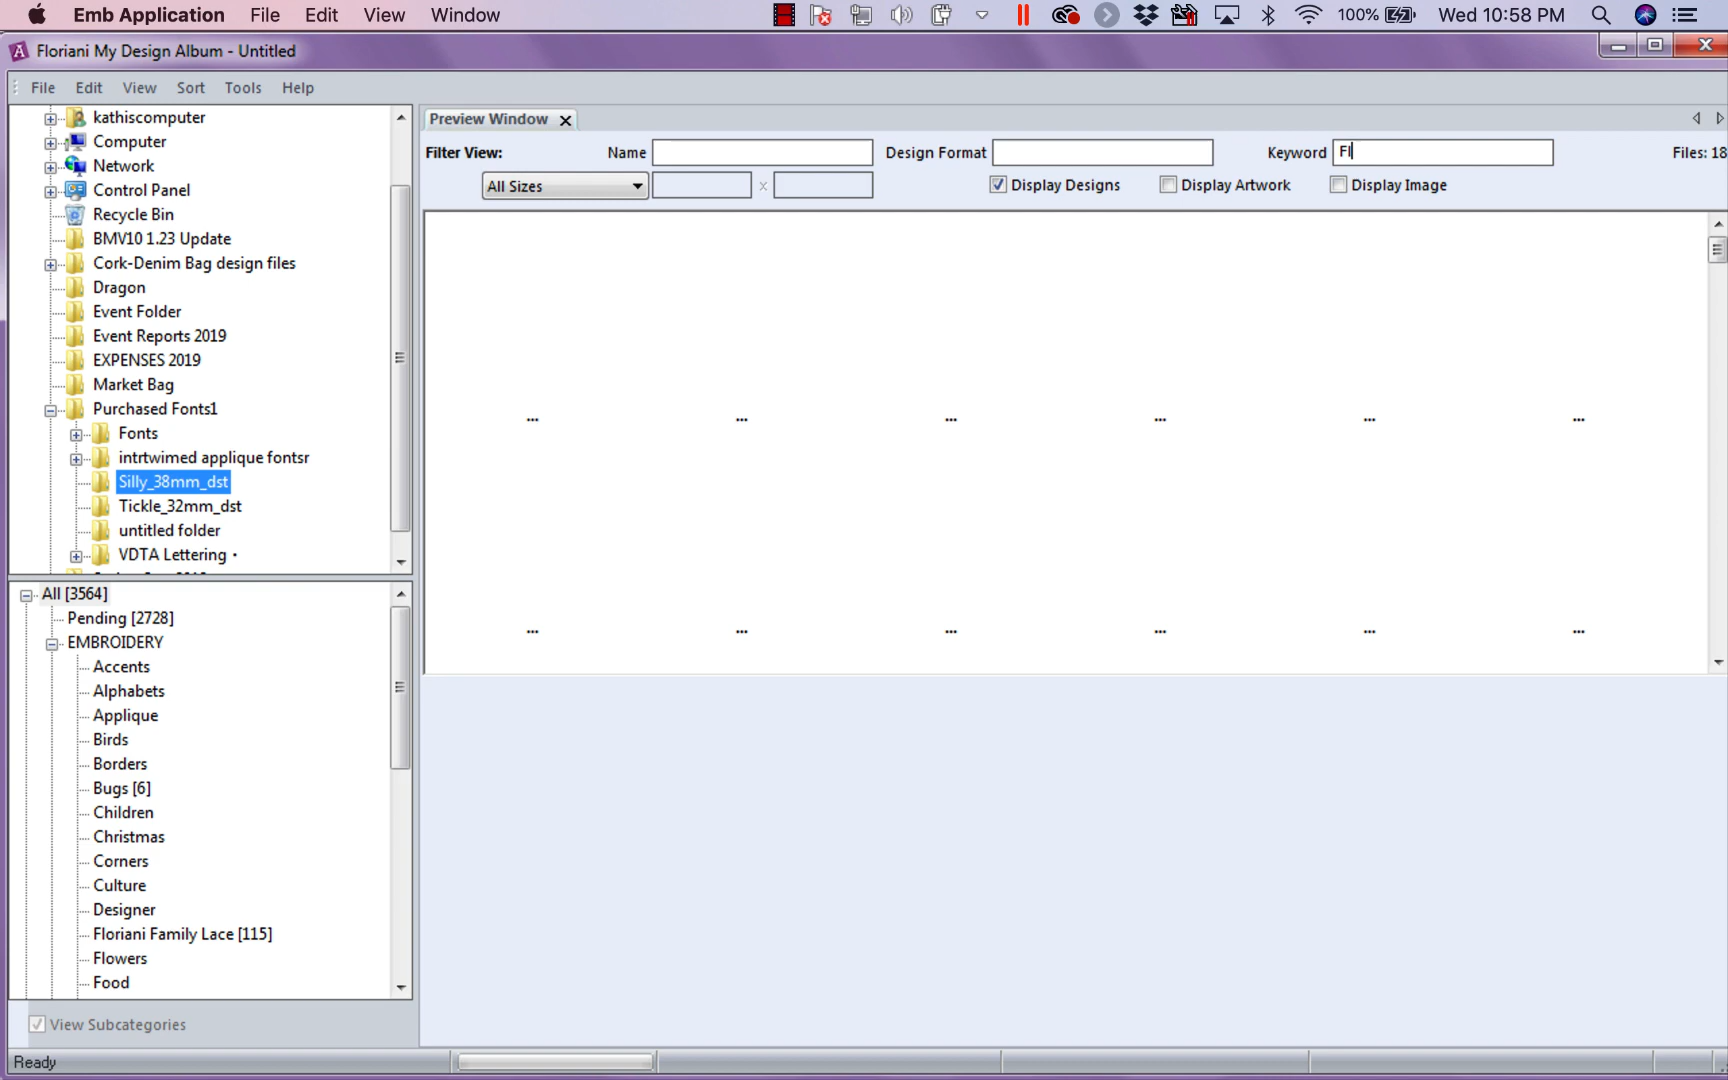 Emb Application File Edit View Window 100% Wed 10:58 PM
Floriani My Design Album - Untitled
File Edit View Sort Tools Help
kathiscomputer
Computer
Network
Control Panel
Recycle Bin
BMV10 1.23 Update
Cork-Denim Bag design files
Dragon
Event Folder
Event Reports 2019
EXPENSES 2019
Market Bag
Purchased Fonts1
Fonts
intrtwimed applique fontsr
Silly_38mm_dst
Tickle_32mm_dst
untitled folder
VDTA Lettering •
All [3564]
Pending [2728]
EMBROIDERY
Accents
Alphabets
Applique
Birds
Borders
Bugs [6]
Children
Christmas
Corners
Culture
Designer
Floriani Family Lace [115]
Flowers
Food
View Subcategories
Ready
Preview Window
Filter View: Name Design Format Keyword Fl Files: 18
All Sizes x Display Designs Display Artwork Display Image
... ... ... ... ... ...
... ... ... ... ... ...